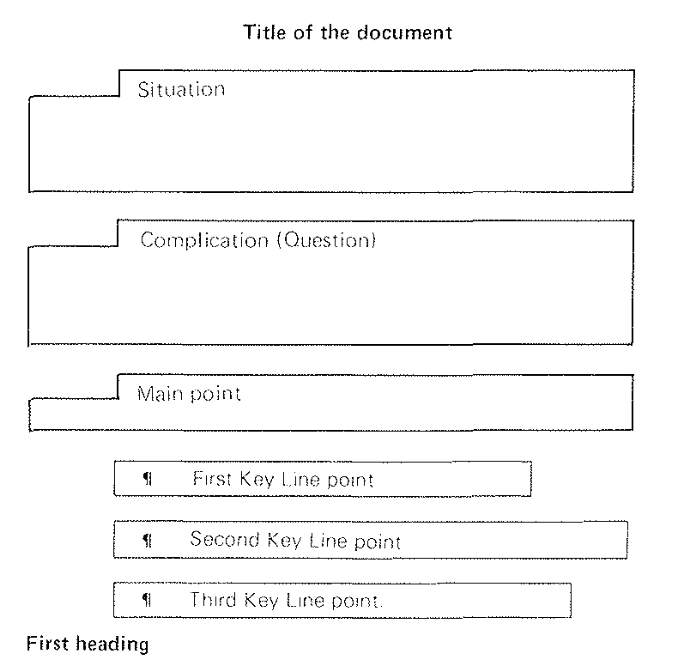 Title of the document
Situation
Complication (Question)
Main point
¶ First Key Line point
¶ Second Key Line point
¶ Third Key Line point.
First heading